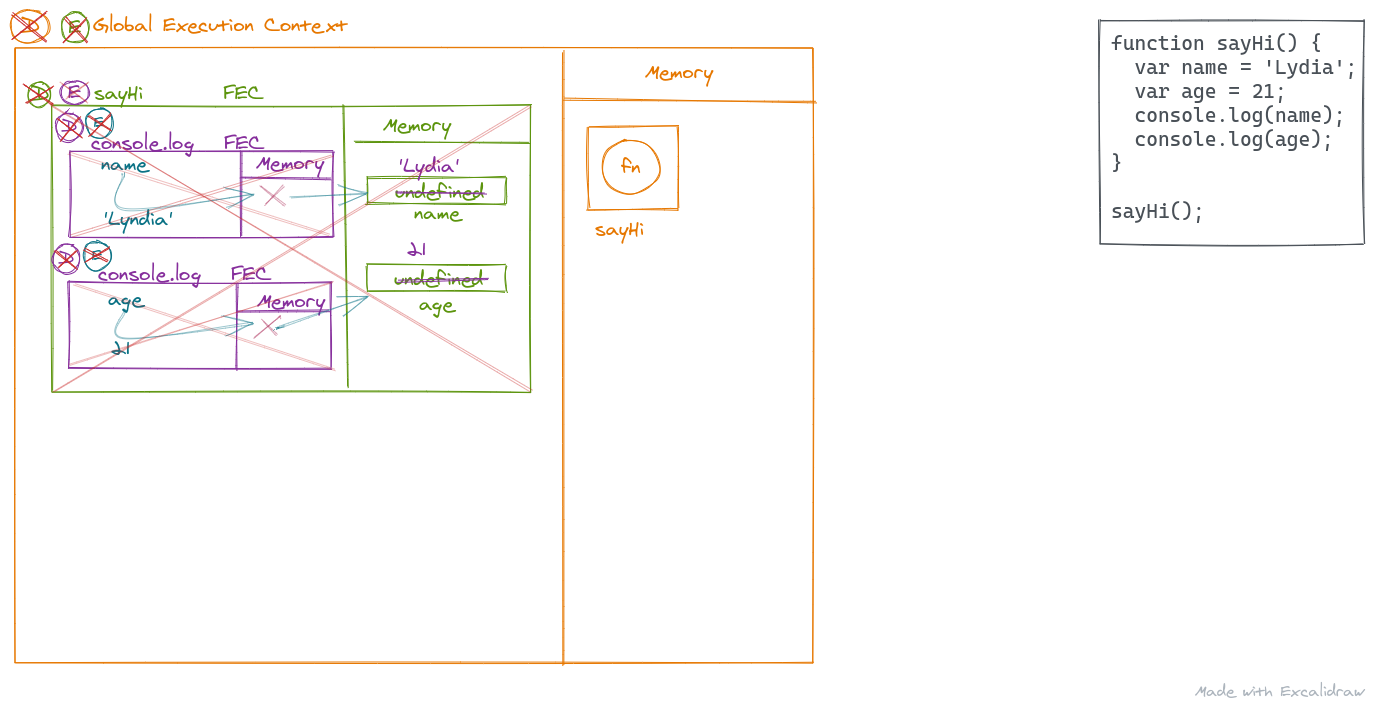 D E Global Execution Context
Memory
D E sayHi FEC
Memory
D E
console.log FEC
name
Memory
'Lyndia'
'Lydia'
undefined
name
D E
console.log FEC
age
Memory
21
21
undefined
age
fn
sayHi
function sayHi() {
  var name = 'Lydia';
  var age = 21;
  console.log(name);
  console.log(age);
}
sayHi();
Made with Excalidraw